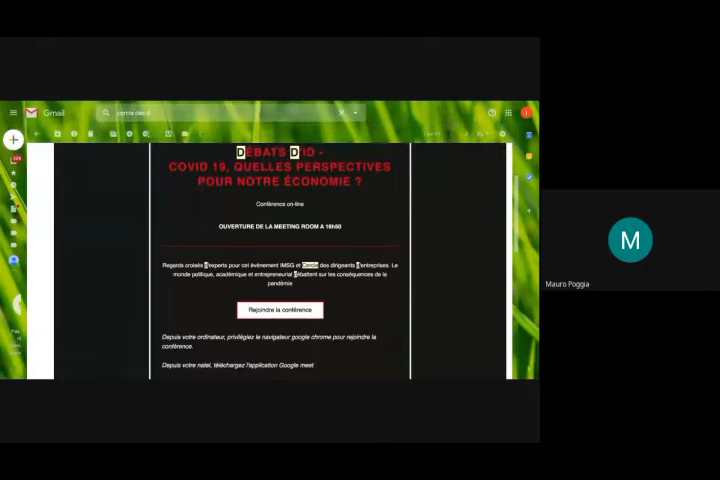 Gmail
cercle des d
DÉBATS DID -
COVID 19, QUELLES PERSPECTIVES
POUR NOTRE ÉCONOMIE ?
Conférence on-line
OUVERTURE DE LA MEETING ROOM A 16h50
Regards croisés d'experts pour cet évènement IMSG et Cercle des dirigeants d'entreprises. Le
monde politique, académique et entrepreneurial débattent sur les conséquences de la
pandémie
Rejoindre la conférence
Depuis votre ordinateur, privilégiez le navigateur google chrome pour rejoindre la
conférence.
Depuis votre natel, téléchargez l'application Google meet
M
Mauro Poggia